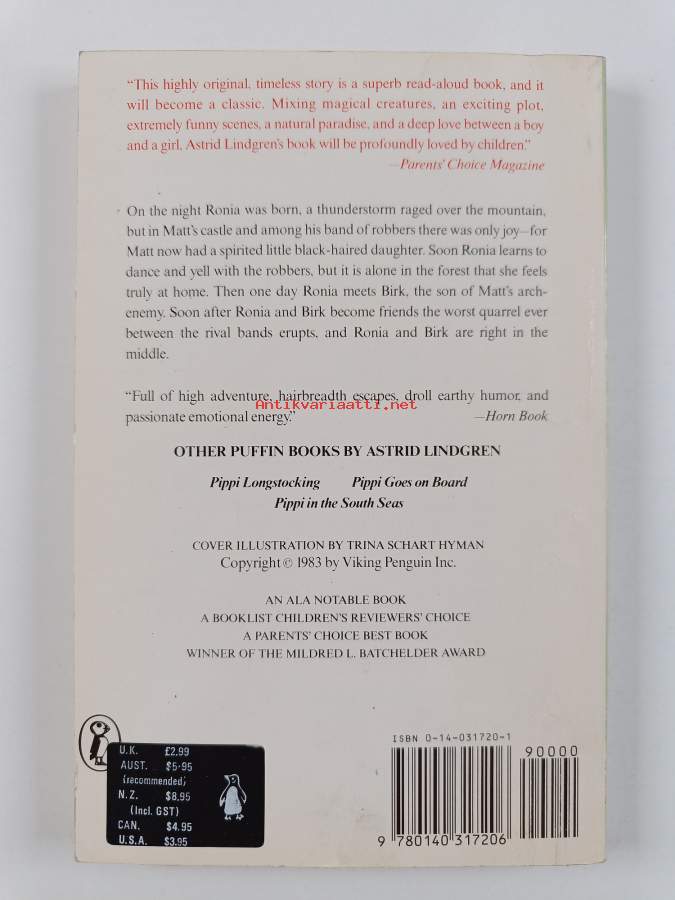 “This highly original, timeless story is a superb read-aloud book, and it
will become a classic. Mixing magical creatures, an exciting plot,
extremely funny scenes, a natural paradise, and a deep love between a boy
and a girl, Astrid Lindgren's book will be profoundly loved by children.”
—Parents' Choice Magazine
On the night Ronia was born, a thunderstorm raged over the mountain,
but in Matt's castle and among his band of robbers there was only joy—for
Matt now had a spirited little black-haired daughter. Soon Ronia learns to
dance and yell with the robbers, but it is alone in the forest that she feels
truly at home. Then one day Ronia meets Birk, the son of Matt's arch-
enemy. Soon after Ronia and Birk become friends the worst quarrel ever
between the rival bands erupts, and Ronia and Birk are right in the
middle.
“Full of high adventure, hairbreadth escapes, droll earthy humor, and
Antikvariaatti.net
passionate emotional energy.” —Horn Book
OTHER PUFFIN BOOKS BY ASTRID LINDGREN
Pippi Longstocking Pippi Goes on Board
Pippi in the South Seas
COVER ILLUSTRATION BY TRINA SCHART HYMAN
Copyright © 1983 by Viking Penguin Inc.
AN ALA NOTABLE BOOK
A BOOKLIST CHILDREN'S REVIEWERS' CHOICE
A PARENTS' CHOICE BEST BOOK
WINNER OF THE MILDRED L. BATCHELDER AWARD
U.K. £2.99
AUST. $5·95
(recommended)
N.Z. $8.95
(Incl. GST)
CAN. $4.95
U.S.A. $3.95
ISBN 0-14-031720-1
90000
9 780140 317206